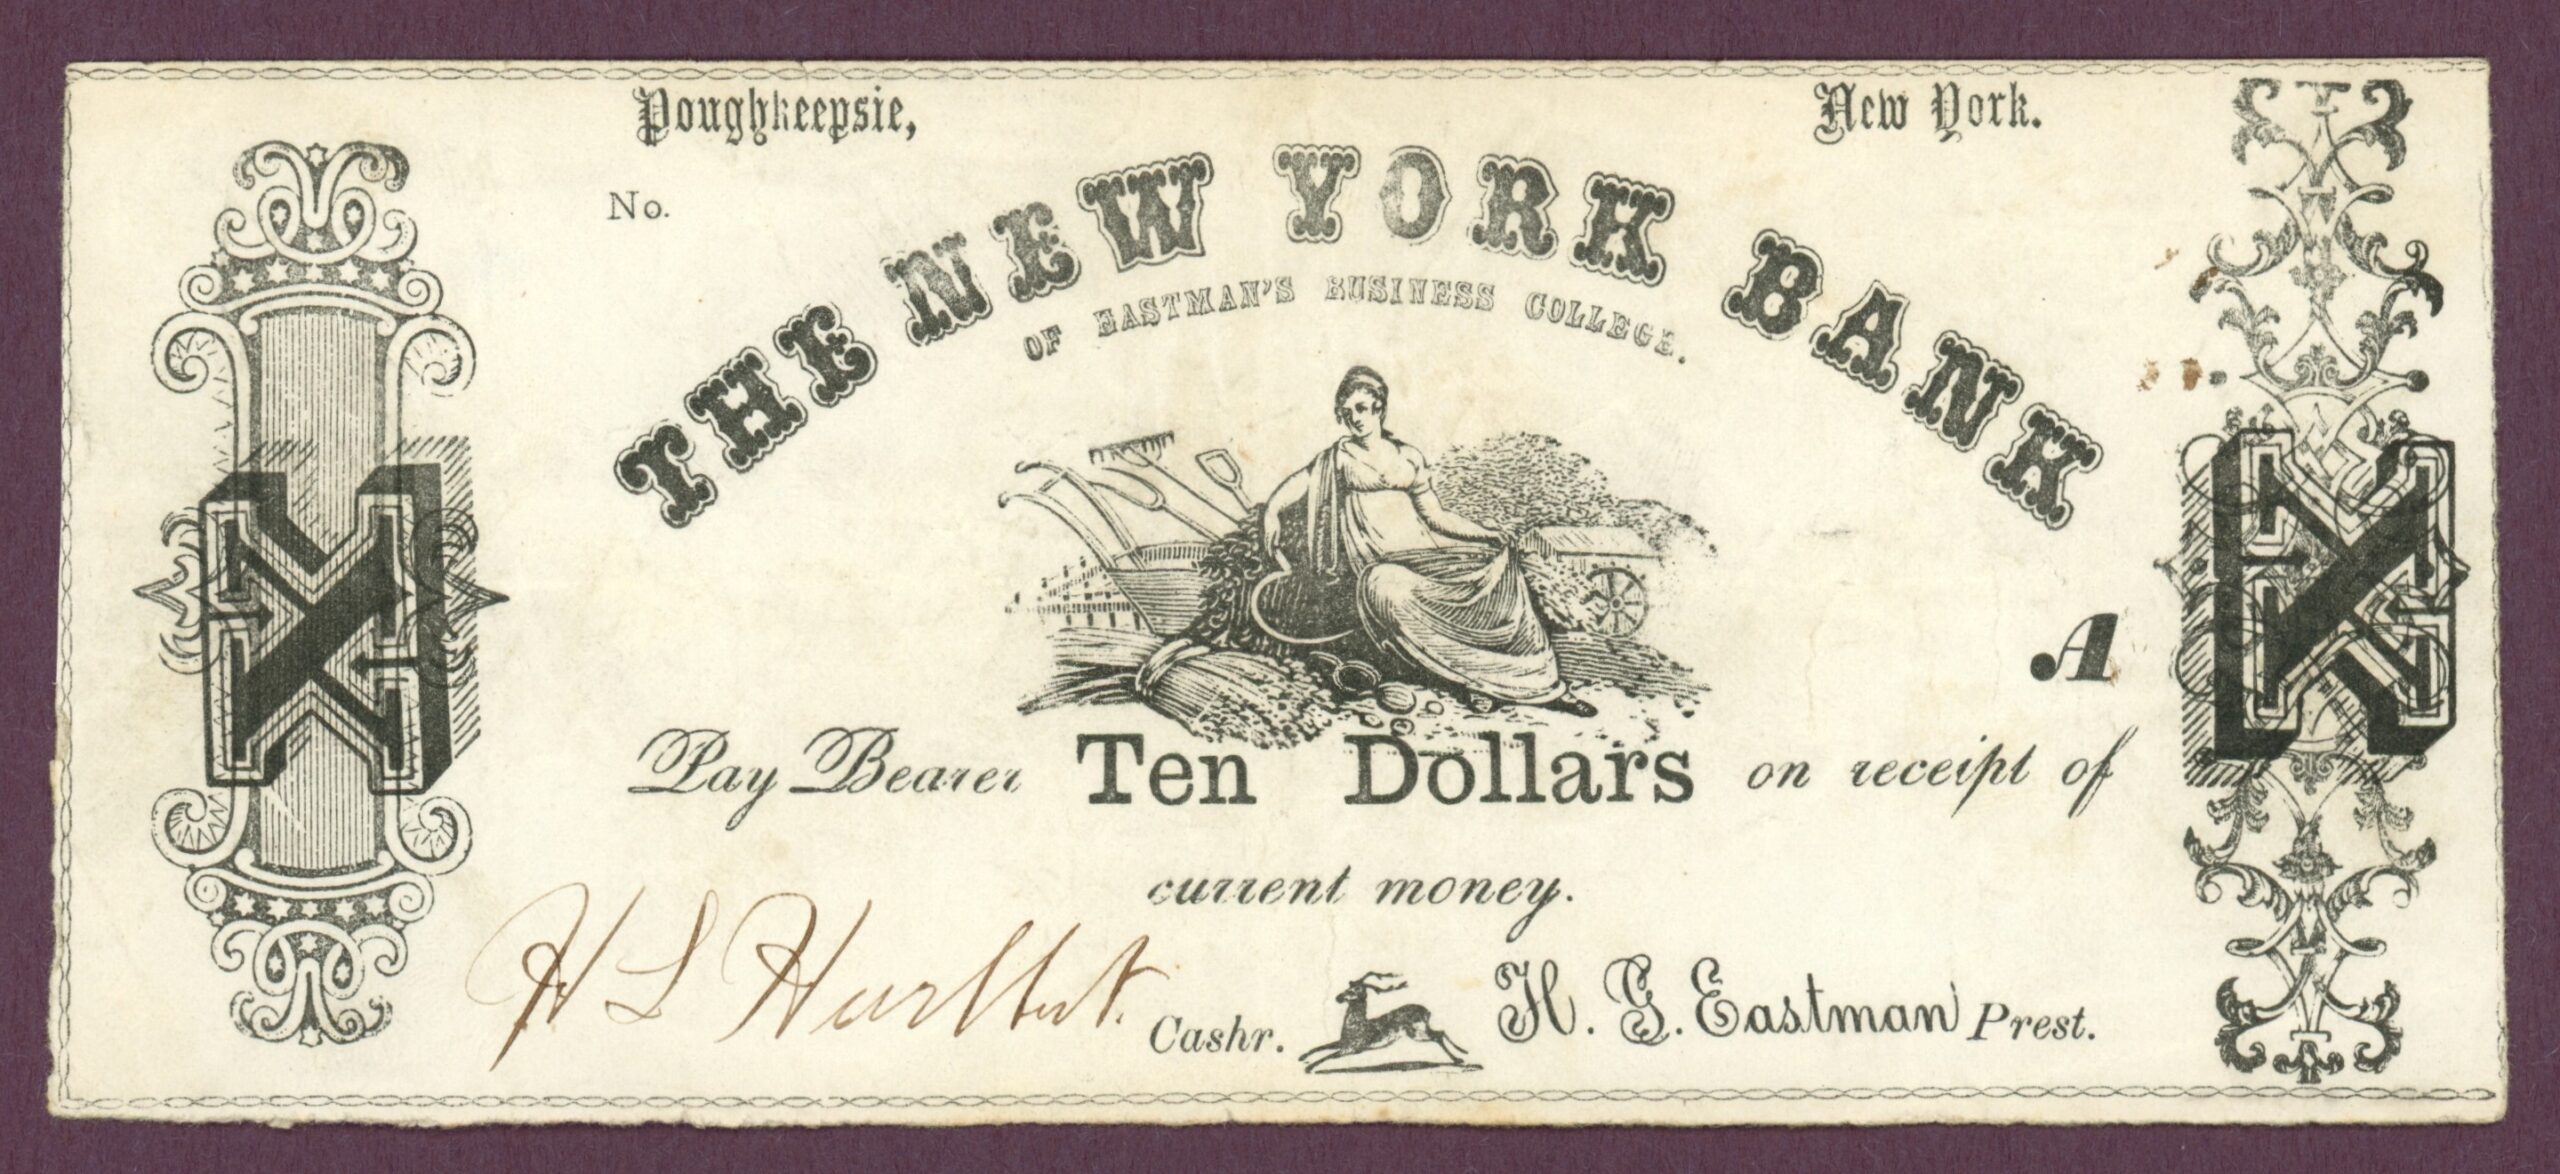 Poughkeepsie, New York.
No.
THE NEW YORK BANK
OF EASTMAN'S BUSINESS COLLEGE.
X X
A
Pay Bearer Ten Dollars on receipt of
current money.
H L Hurlbut. Cashr. H. G. Eastman Prest.